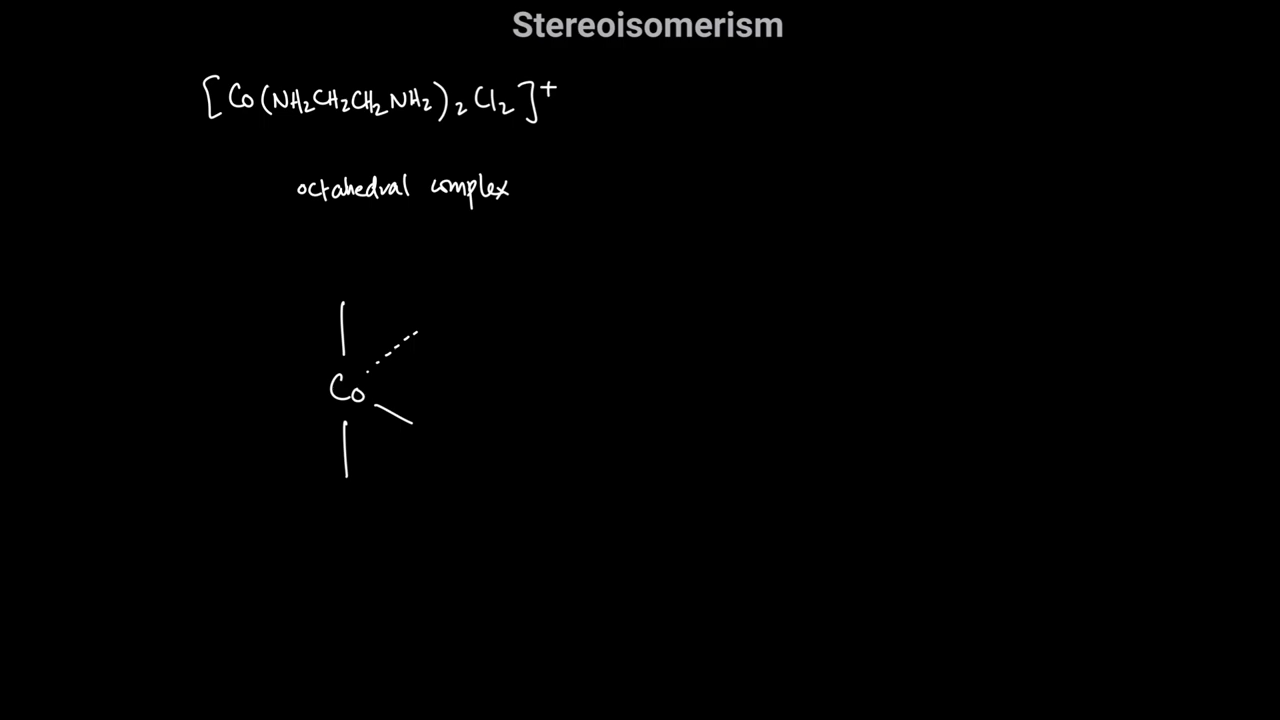 Stereoisomerism
[Co(NH₂CH₂CH₂NH₂)₂Cl₂]⁺
octahedral complex
Co